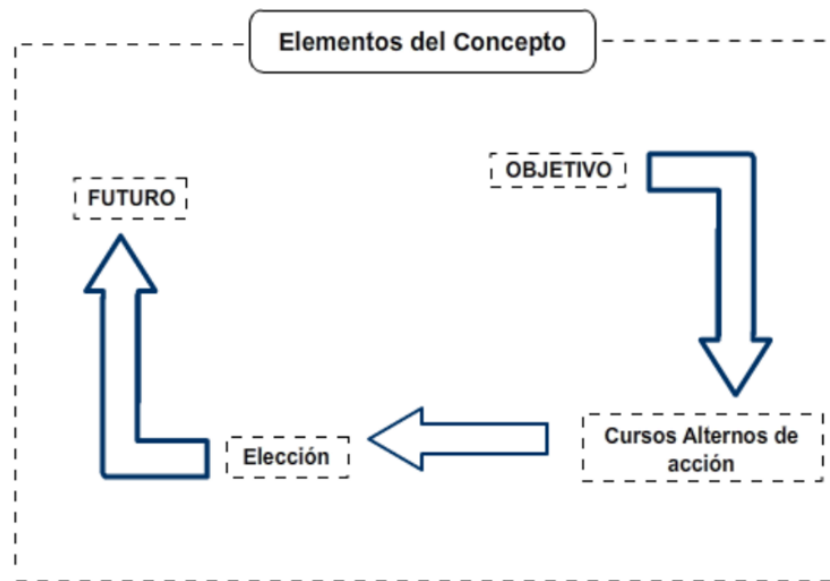 Elementos del Concepto
OBJETIVO
FUTURO
Cursos Alternos de
acción
Elección